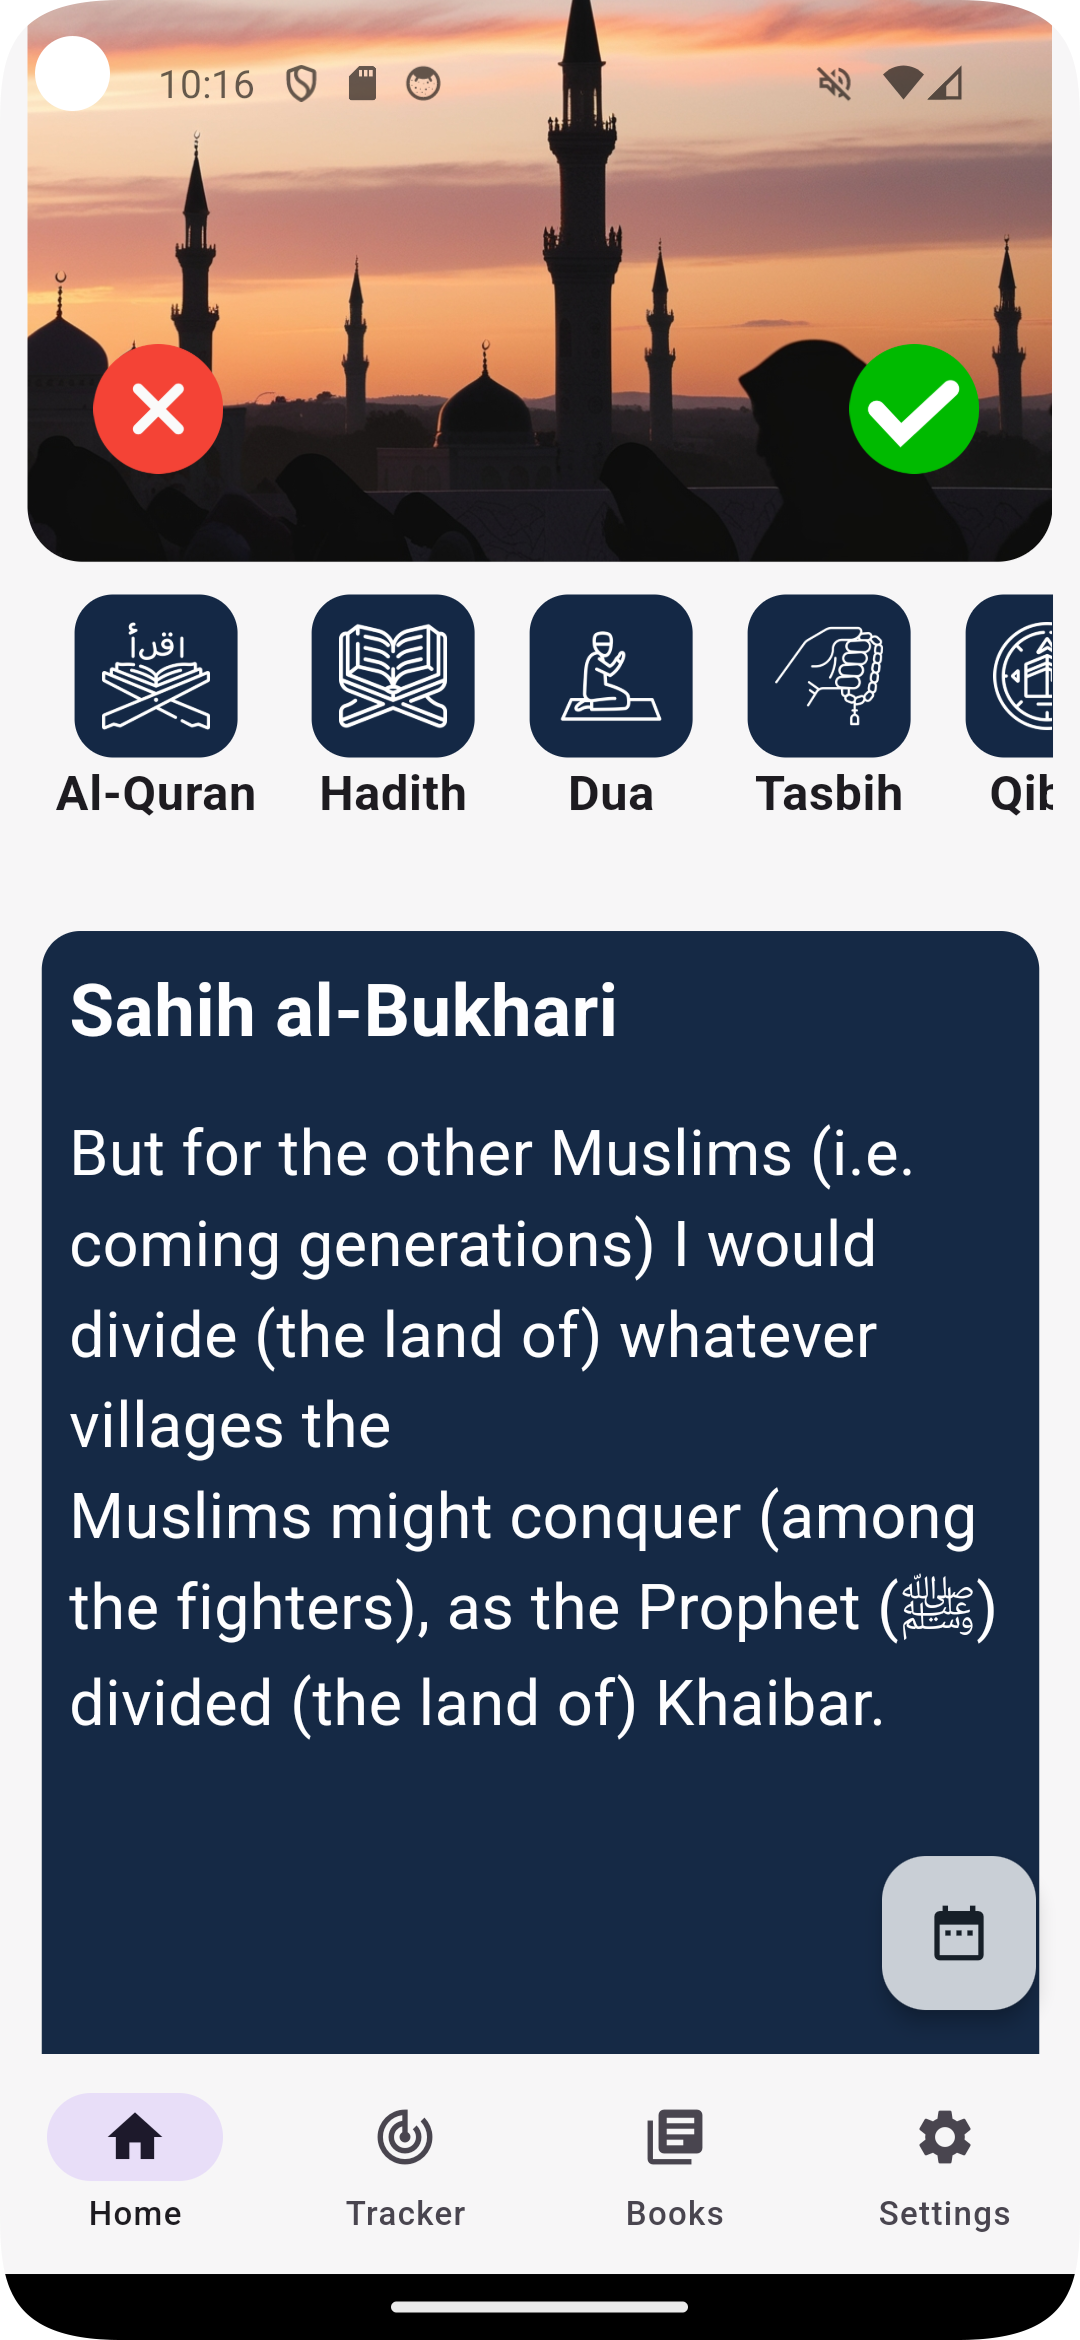 10:16
اقرأ
Al-Quran
Hadith
Dua
Tasbih
Qib
Sahih al-Bukhari
But for the other Muslims (i.e.
coming generations) I would
divide (the land of) whatever
villages the
Muslims might conquer (among
the fighters), as the Prophet (ﷺ)
divided (the land of) Khaibar.
Home
Tracker
Books
Settings